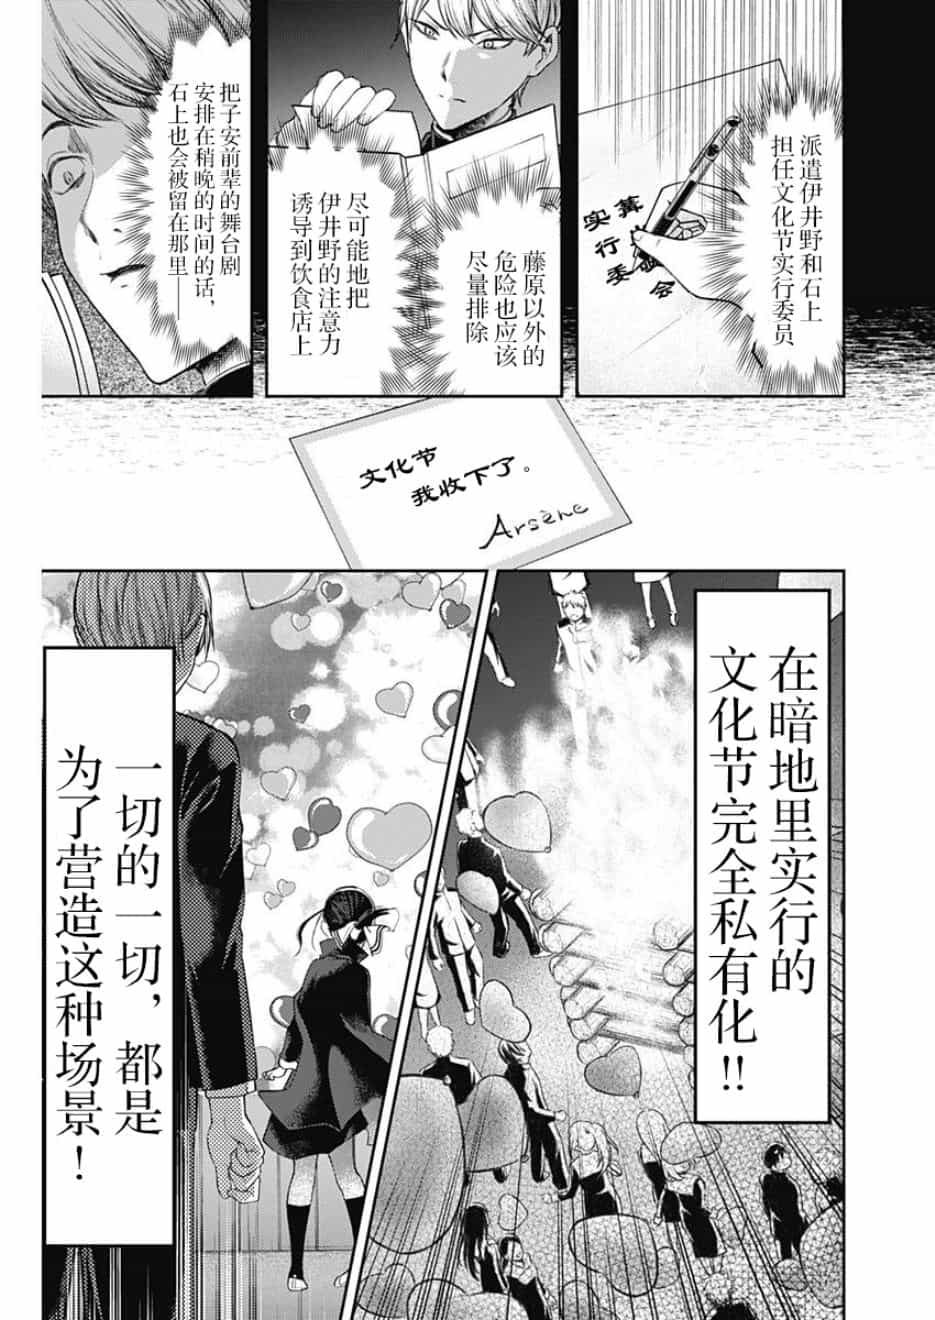 派遣伊井野和石上
担任文化节实行委员
实
行
委
会
藤原以外的
危险也应该
尽量排除
尽可能地把
伊井野的注意力
诱导到饮食店上
把子安前辈的舞台剧
安排在稍晚的时间的话，
石上也会被留在那里——
文化节
我收下了。
Arsène
在暗地里实行的
文化节完全私有化!!
一切的一切，都是
为了营造这种场景！